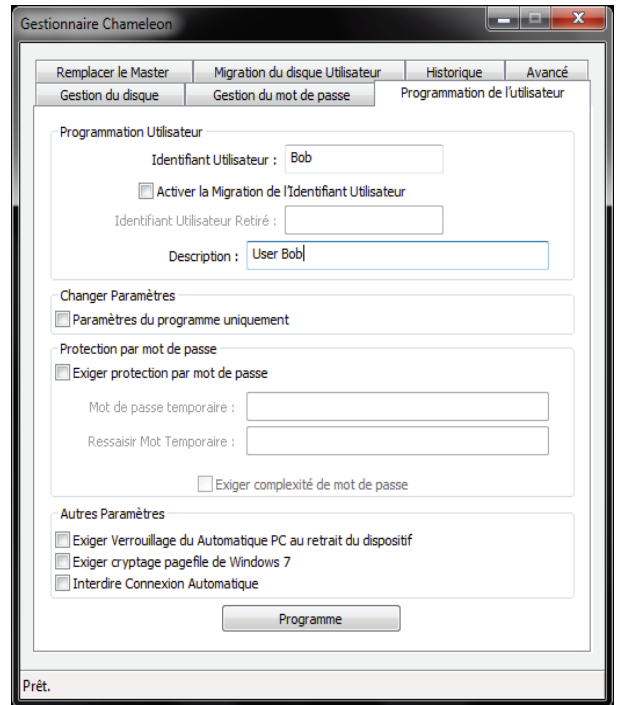 Gestionnaire Chameleon
Remplacer le Master
Migration du disque Utilisateur
Historique
Avancé
Gestion du disque
Gestion du mot de passe
Programmation de l'utilisateur
Programmation Utilisateur
Identifiant Utilisateur : Bob
Activer la Migration de l'Identifiant Utilisateur
Identifiant Utilisateur Retiré :
Description : User Bob
Changer Paramètres
Paramètres du programme uniquement
Protection par mot de passe
Exiger protection par mot de passe
Mot de passe temporaire :
Ressaisir Mot Temporaire :
Exiger complexité de mot de passe
Autres Paramètres
Exiger Verrouillage du Automatique PC au retrait du dispositif
Exiger cryptage pagefile de Windows 7
Interdire Connexion Automatique
Programme
Prêt.